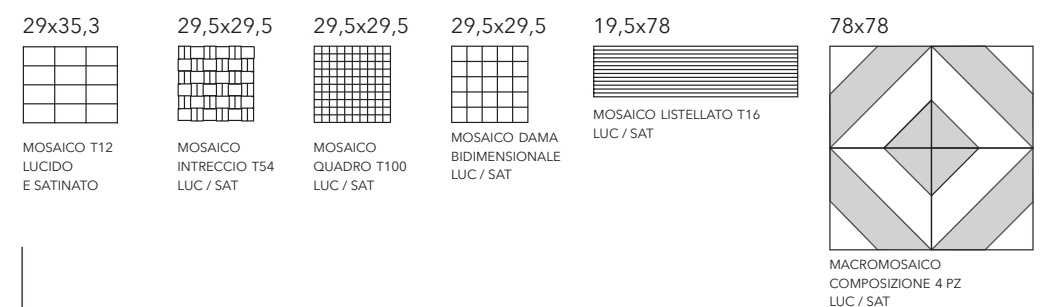 29x35,3
MOSAICO T12
LUCIDO
E SATINATO
29,5x29,5
MOSAICO
INTRECCIO T54
LUC / SAT
29,5x29,5
MOSAICO
QUADRO T100
LUC / SAT
29,5x29,5
MOSAICO DAMA
BIDIMENSIONALE
LUC / SAT
19,5x78
MOSAICO LISTELLATO T16
LUC / SAT
78x78
MACROMOSAICO
COMPOSIZIONE 4 PZ
LUC / SAT